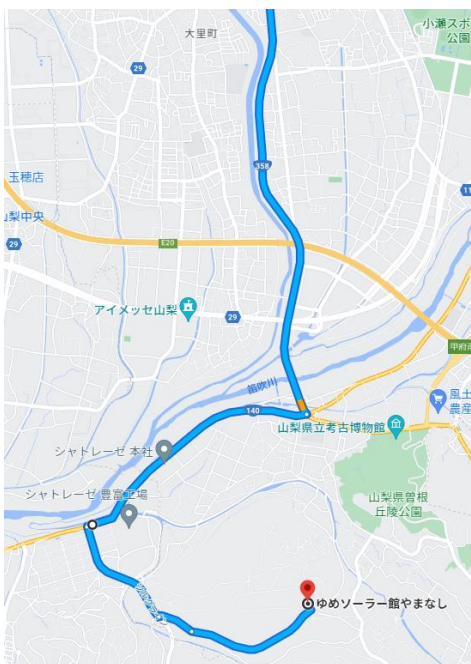 小瀬スポ
公園
大里町
29
358
玉穂店
山梨中央
29
11
E20
アイメッセ山梨
29
甲府南
笛吹川
140
風土
農産
山梨県立考古博物館
シャトレーゼ 本社
シャトレーゼ 豊富工場
山梨県曽根
丘陵公園
ゆめソーラー館やまなし